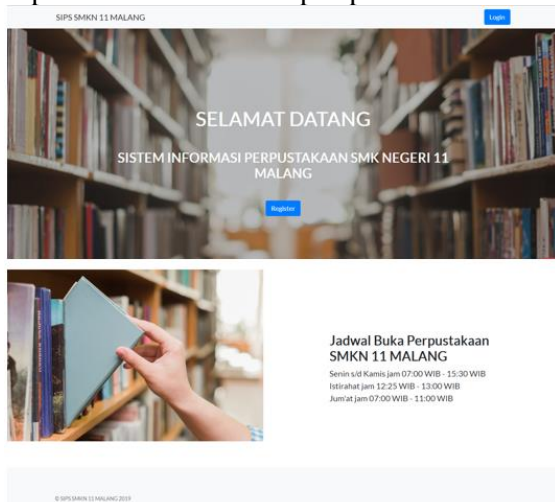 SIPS SMKN 11 MALANG
Login
SELAMAT DATANG
SISTEM INFORMASI PERPUSTAKAAN SMK NEGERI 11
MALANG
Register
Jadwal Buka Perpustakaan
SMKN 11 MALANG
Senin s/d Kamis jam 07:00 WIB - 15:30 WIB
Istirahat jam 12:25 WIB - 13:00 WIB
Jum'at jam 07:00 WIB - 11:00 WIB
© SIPS SMKN 11 MALANG 2019